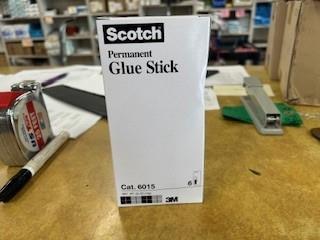 Scotch
Permanent
Glue Stick
Cat. 6015
6
3M